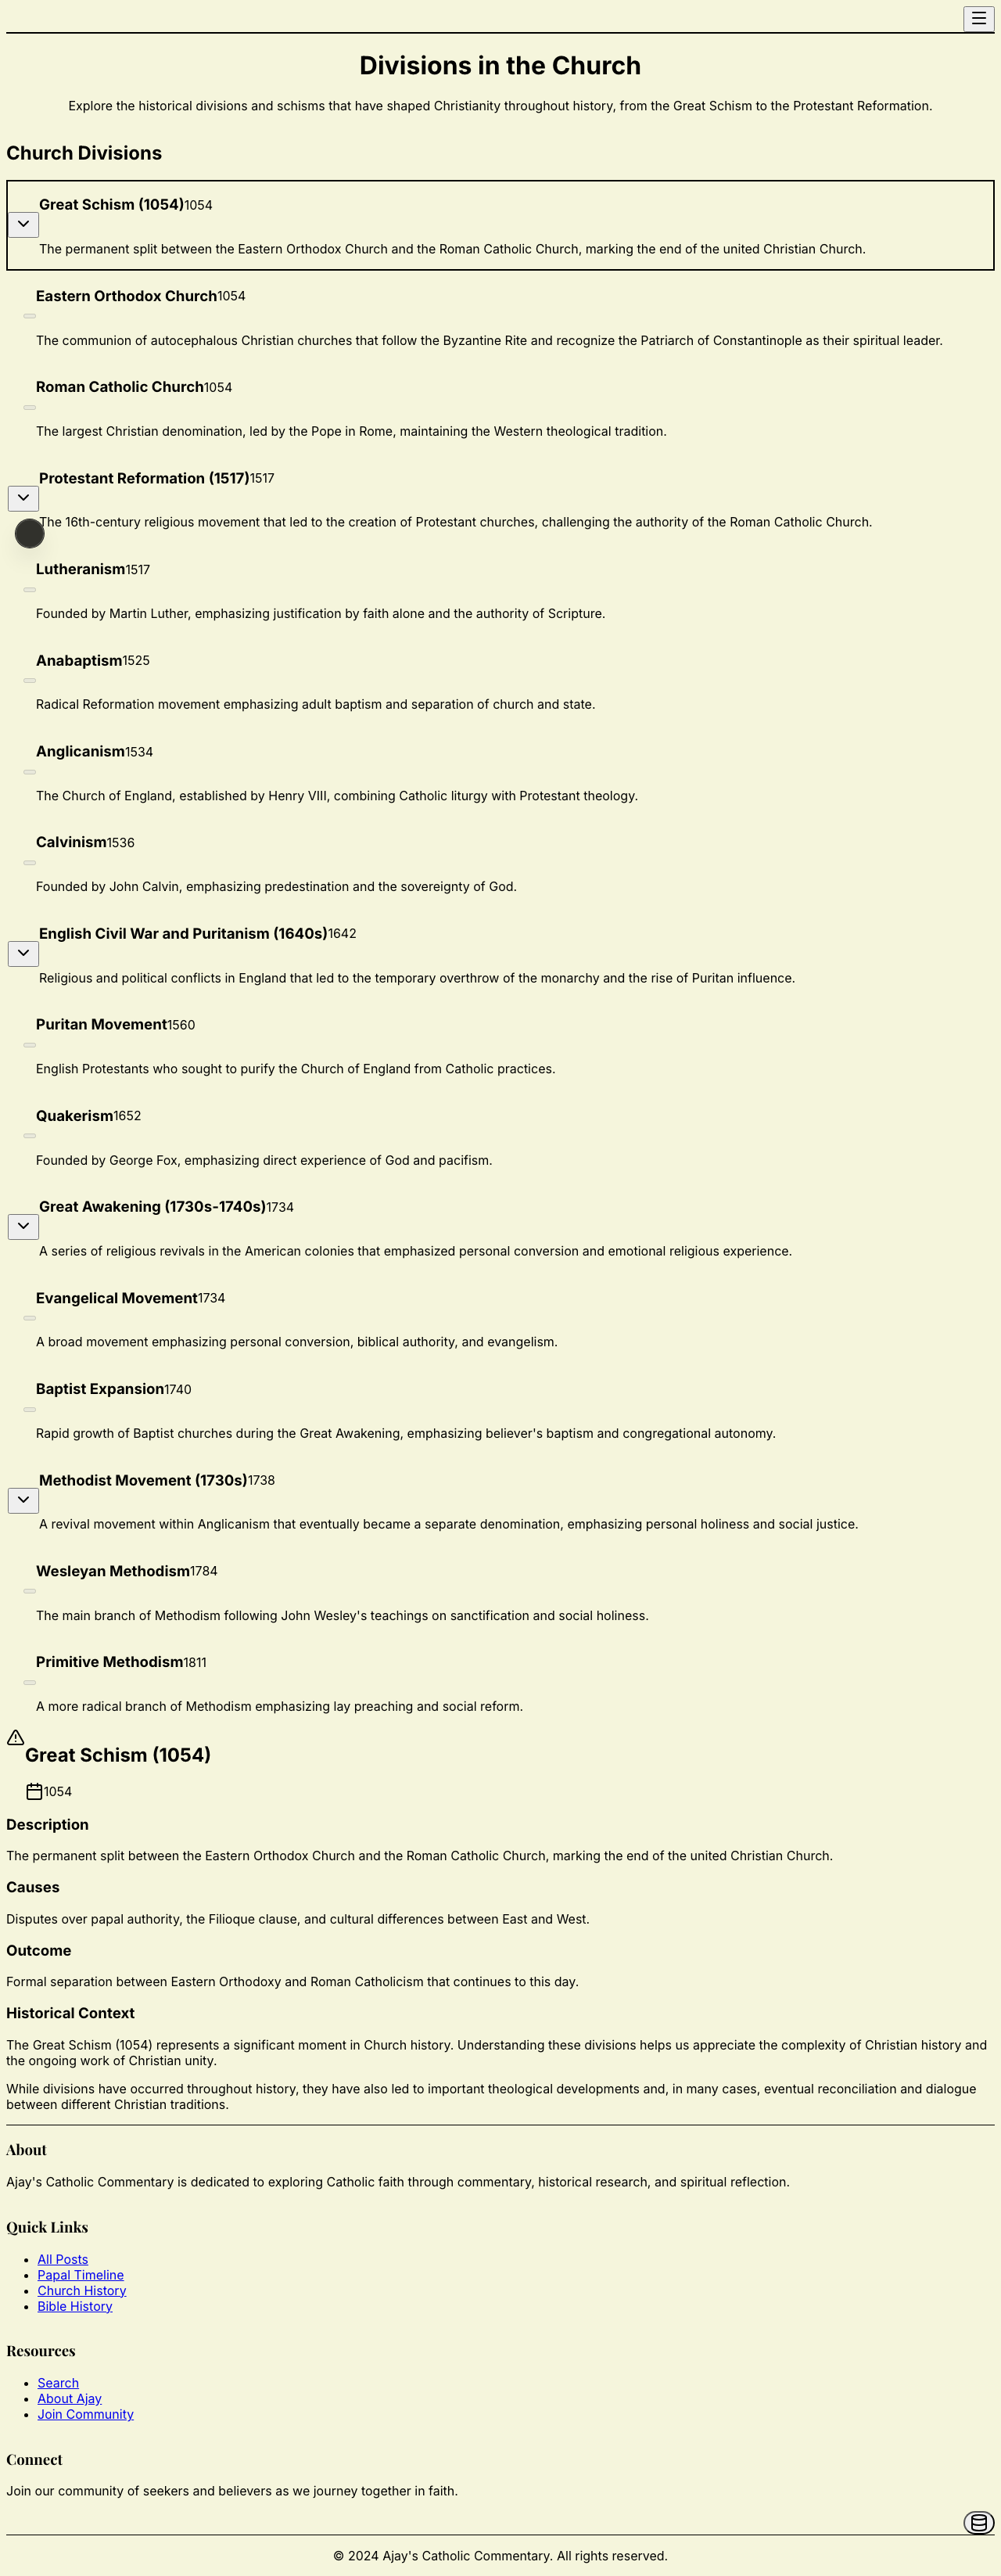 Divisions in the Church
Explore the historical divisions and schisms that have shaped Christianity throughout history, from the Great Schism to the Protestant Reformation.
Church Divisions
Great Schism (1054)1054
The permanent split between the Eastern Orthodox Church and the Roman Catholic Church, marking the end of the united Christian Church.
Eastern Orthodox Church1054
The communion of autocephalous Christian churches that follow the Byzantine Rite and recognize the Patriarch of Constantinople as their spiritual leader.
Roman Catholic Church1054
The largest Christian denomination, led by the Pope in Rome, maintaining the Western theological tradition.
Protestant Reformation (1517)1517
The 16th-century religious movement that led to the creation of Protestant churches, challenging the authority of the Roman Catholic Church.
Lutheranism1517
Founded by Martin Luther, emphasizing justification by faith alone and the authority of Scripture.
Anabaptism1525
Radical Reformation movement emphasizing adult baptism and separation of church and state.
Anglicanism1534
The Church of England, established by Henry VIII, combining Catholic liturgy with Protestant theology.
Calvinism1536
Founded by John Calvin, emphasizing predestination and the sovereignty of God.
English Civil War and Puritanism (1640s)1642
Religious and political conflicts in England that led to the temporary overthrow of the monarchy and the rise of Puritan influence.
Puritan Movement1560
English Protestants who sought to purify the Church of England from Catholic practices.
Quakerism1652
Founded by George Fox, emphasizing direct experience of God and pacifism.
Great Awakening (1730s-1740s)1734
A series of religious revivals in the American colonies that emphasized personal conversion and emotional religious experience.
Evangelical Movement1734
A broad movement emphasizing personal conversion, biblical authority, and evangelism.
Baptist Expansion1740
Rapid growth of Baptist churches during the Great Awakening, emphasizing believer's baptism and congregational autonomy.
Methodist Movement (1730s)1738
A revival movement within Anglicanism that eventually became a separate denomination, emphasizing personal holiness and social justice.
Wesleyan Methodism1784
The main branch of Methodism following John Wesley's teachings on sanctification and social holiness.
Primitive Methodism1811
A more radical branch of Methodism emphasizing lay preaching and social reform.
Great Schism (1054)
1054
Description
The permanent split between the Eastern Orthodox Church and the Roman Catholic Church, marking the end of the united Christian Church.
Causes
Disputes over papal authority, the Filioque clause, and cultural differences between East and West.
Outcome
Formal separation between Eastern Orthodoxy and Roman Catholicism that continues to this day.
Historical Context
The Great Schism (1054) represents a significant moment in Church history. Understanding these divisions helps us appreciate the complexity of Christian history and
the ongoing work of Christian unity.
While divisions have occurred throughout history, they have also led to important theological developments and, in many cases, eventual reconciliation and dialogue
between different Christian traditions.
About
Ajay's Catholic Commentary is dedicated to exploring Catholic faith through commentary, historical research, and spiritual reflection.
Quick Links
All Posts
Papal Timeline
Church History
Bible History
Resources
Search
About Ajay
Join Community
Connect
Join our community of seekers and believers as we journey together in faith.
© 2024 Ajay's Catholic Commentary. All rights reserved.